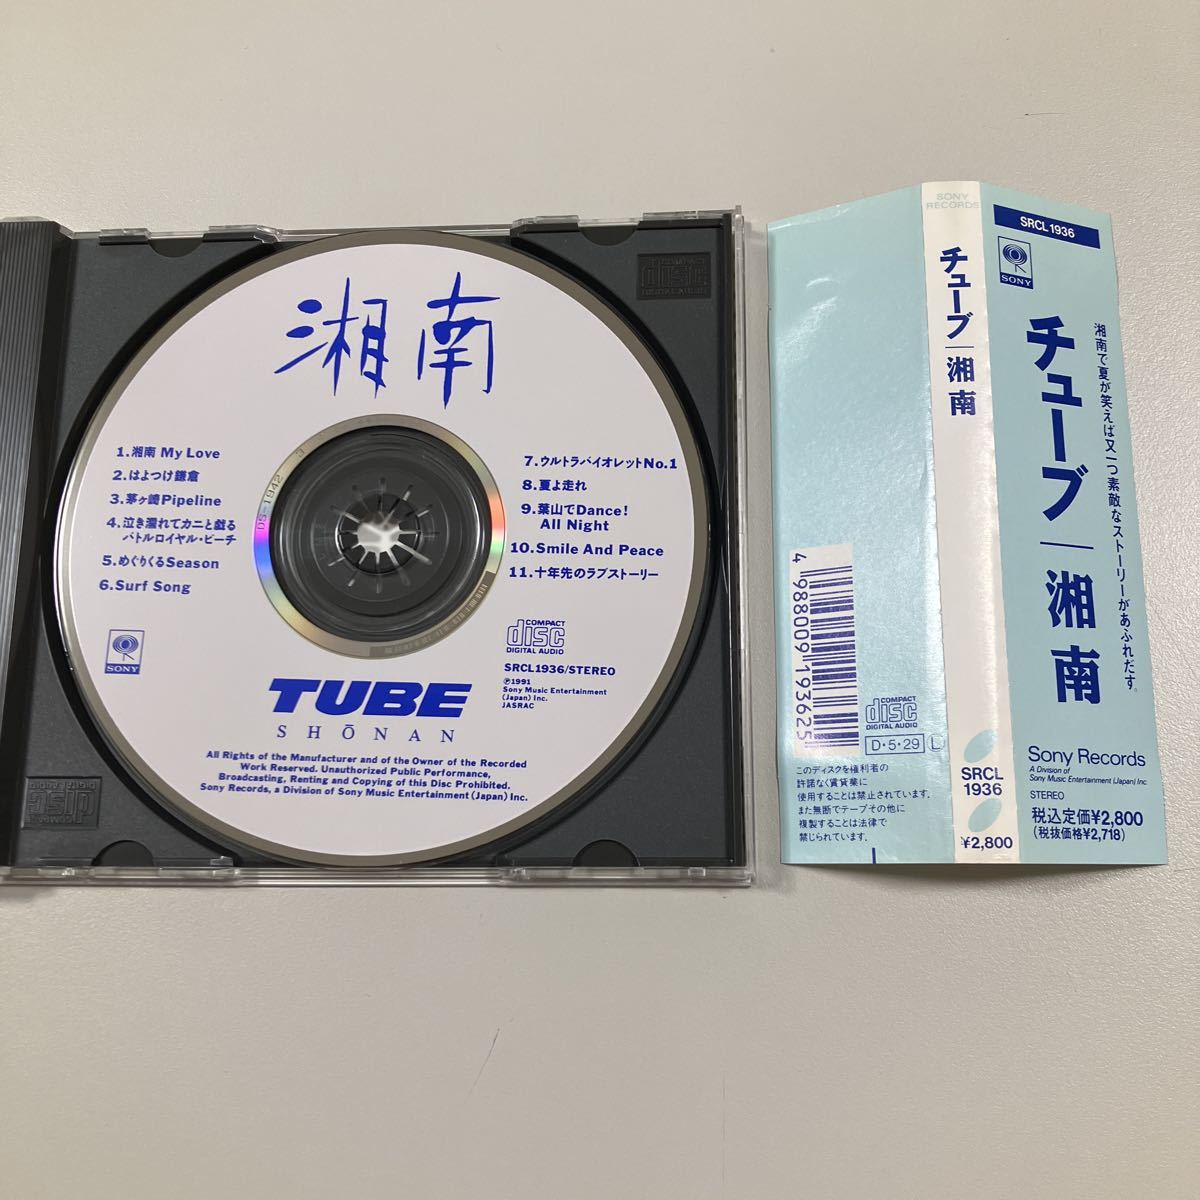 湘南
1.湘南 My Love
2.はよつけ鎌倉
3.茅ヶ崎Pipeline
4.泣き濡れてカニと戯る
バトルロイヤル・ビーチ
5.めぐりくるSeason
6.Surf Song
7.ウルトラバイオレットNo.1
8.夏よ走れ
9.葉山でDance!
All Night
10.Smile And Peace
11.十年先のラブストーリー
DS-1942 3
SONY
COMPACT
disc
DIGITAL AUDIO
SRCL1936/STEREO
Ⓟ1991
Sony Music Entertainment
(Japan) Inc.
JASRAC
TUBE
SHŌNAN
All Rights of the Manufacturer and of the Owner of the Recorded
Work Reserved. Unauthorized Public Performance,
Broadcasting, Renting and Copying of this Disc Prohibited.
Sony Records, a Division of Sony Music Entertainment (Japan) Inc.
COMPACT
disc
DIGITAL AUDIO
COMPACT
disc
DIGITAL AUDIO
4 988009 193625
COMPACT
disc
DIGITAL AUDIO
D・5・29 L
このディスクを権利者の
許諾なく賃貸業に
使用することは禁止されています。
また無断でテープその他に
複製することは法律で
禁じられています。
SONY
RECORDS
チューブ｜湘南
SRCL
1936
¥2,800
SRCL 1936
SONY
チューブ｜湘南
湘南で夏が笑えば又一つ素敵なストーリーがあふれだす。
Sony Records
A Division of
Sony Music Entertainment (Japan) Inc.
STEREO
税込定価¥2,800
(税抜価格¥2,718)